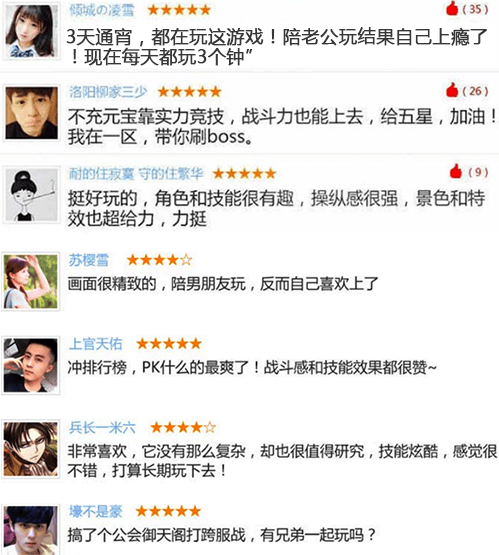 倾城の凌雪 ★★★★★ (35)
3天通宵，都在玩这游戏！陪老公玩结果自己上瘾了
！现在每天都玩3个钟”
洛阳柳家三少 ★★★★★ (26)
不充元宝靠实力竞技，战斗力也能上去，给五星，加油！
我在一区，带你刷boss。
耐的住寂寞 守的住繁华 ★★★★★ (9)
挺好玩的，角色和技能很有趣，操纵感很强，景色和特
效也超给力，力挺
苏樱雪 ★★★★☆
画面很精致的，陪男朋友玩，反而自己喜欢上了
上官天佑 ★★★★★
冲排行榜，PK什么的最爽了！战斗感和技能效果都很赞~
兵长一米六 ★★★★☆
非常喜欢，它没有那么复杂，却也很值得研究，技能炫酷，感觉很
不错，打算长期玩下去！
壕不是豪 ★★★★★
搞了个公会御天阁打跨服战，有兄弟一起玩吗？